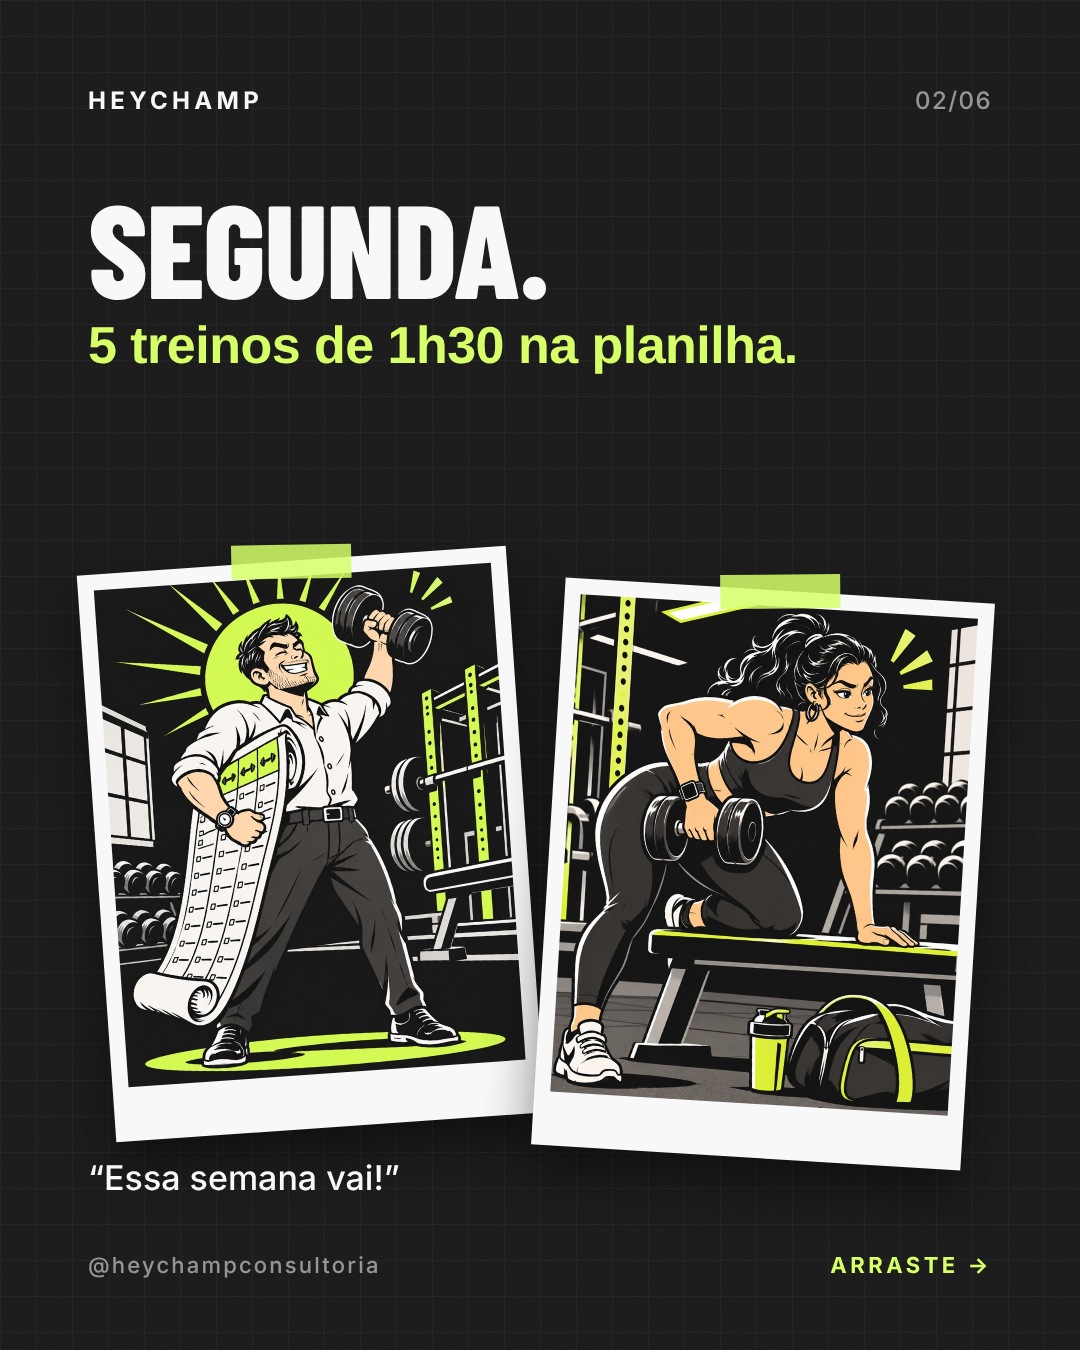 HEYCHAMP
02/06
SEGUNDA.
5 treinos de 1h30 na planilha.
“Essa semana vai!”
@heychampconsultoria
ARRASTE →